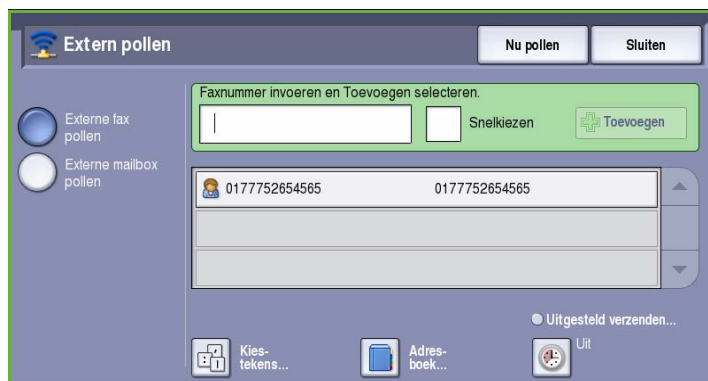 Extern pollen
Nu pollen
Sluiten
Faxnummer invoeren en Toevoegen selecteren.
Externe fax
pollen
Snelkiezen
Toevoegen
Externe mailbox
pollen
0177752654565 0177752654565
Uitgesteld verzenden...
Uit
Kies-
tekens...
Adres-
boek...